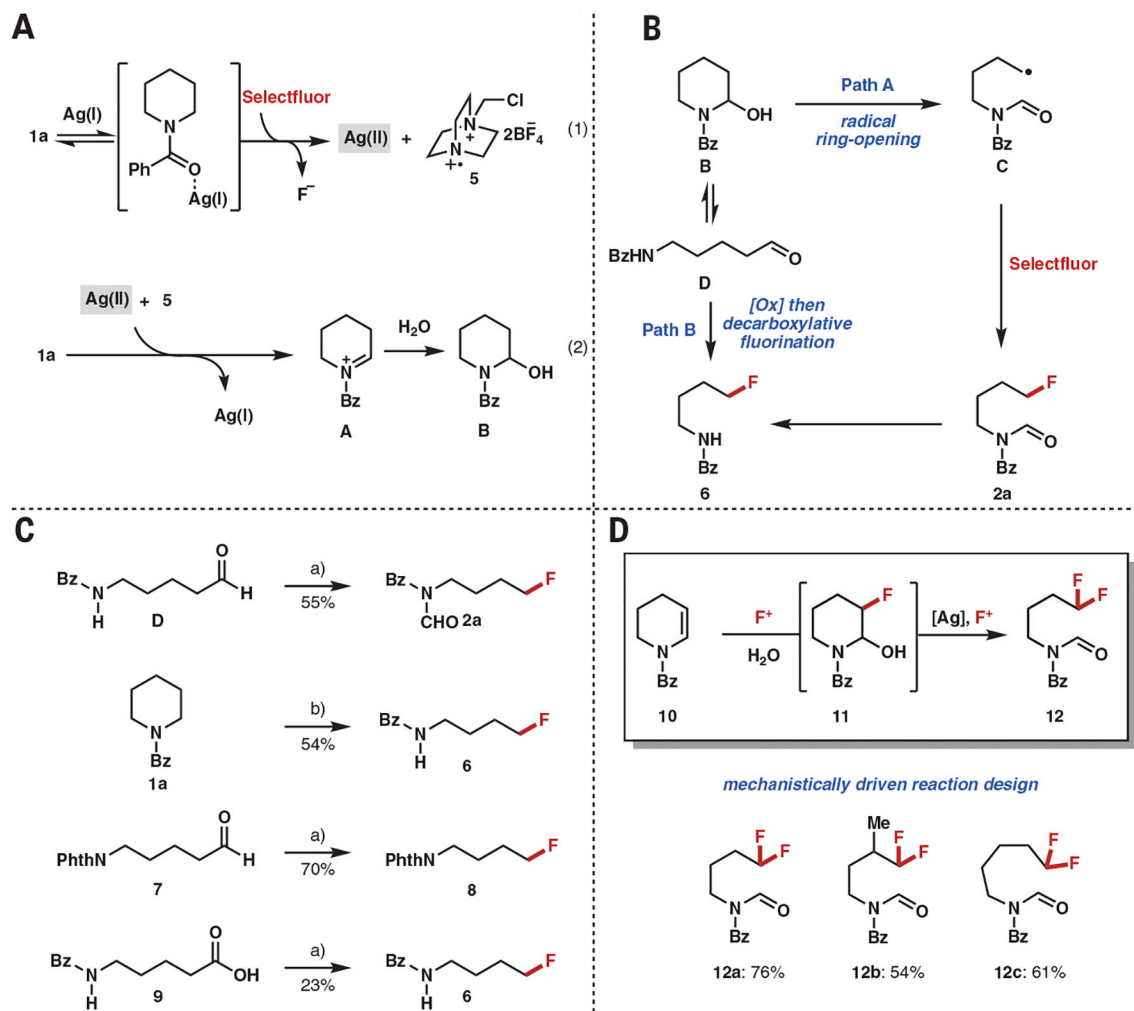 A
1a
Ag(I)
N
Ph
O
Ag(I)
Selectfluor
F⁻
Ag(II) +
Cl
N
+
N
+•
2BF₄⁻
5
(1)
Ag(II) + 5
1a
Ag(I)
+
N
Bz
A
H₂O
N
OH
Bz
B
(2)
B
N
OH
Bz
B
Path A
radical
ring-opening
•
N
O
Bz
C
BzHN
O
D
Selectfluor
Path B
[Ox] then
decarboxylative
fluorination
F
NH
Bz
6
F
N
O
Bz
2a
C
Bz
N
H
O
H
D
a)
55%
Bz
N
CHO
F
2a
N
Bz
1a
b)
54%
Bz
N
H
F
6
PhthN
O
H
7
a)
70%
PhthN
F
8
Bz
N
H
O
OH
9
a)
23%
Bz
N
H
F
6
D
N
Bz
10
F⁺
H₂O
F
N
OH
Bz
11
[Ag], F⁺
F
F
N
O
Bz
12
mechanistically driven reaction design
F
F
N
O
Bz
12a: 76%
Me
F
F
N
O
Bz
12b: 54%
F
F
N
O
Bz
12c: 61%